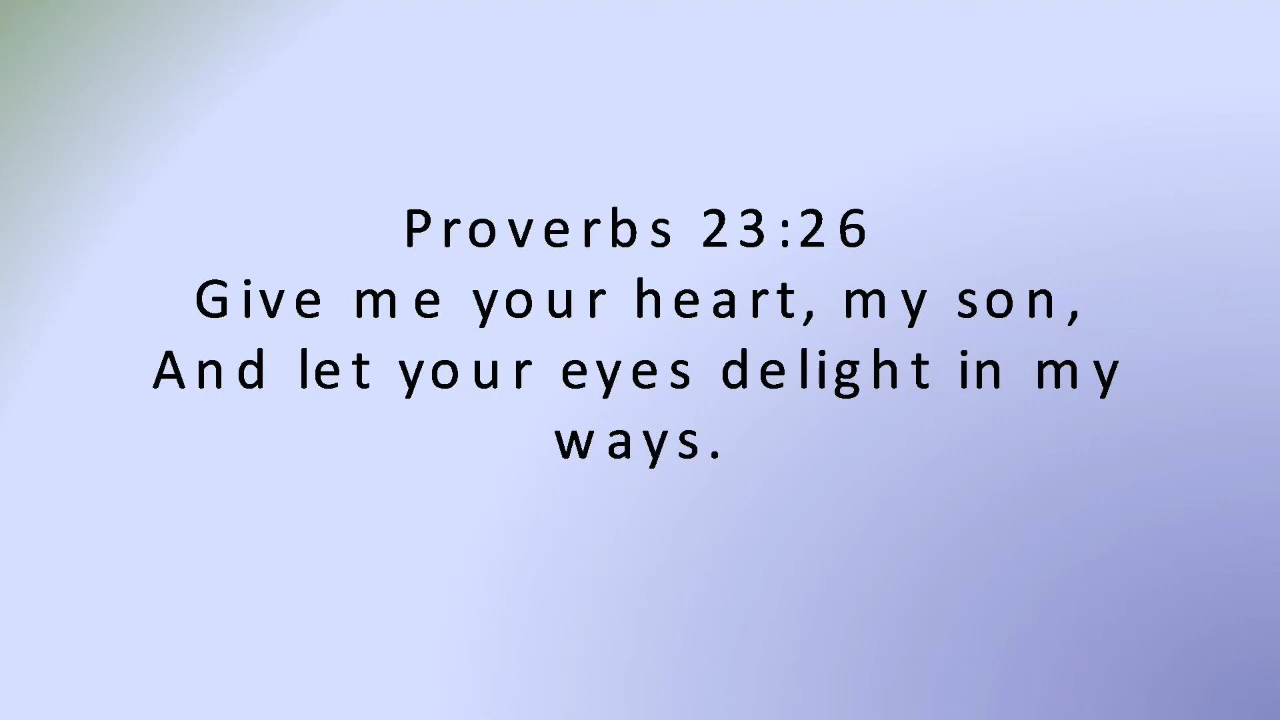 Proverbs 23:26
Give me your heart, my son,
And let your eyes delight in my
ways.